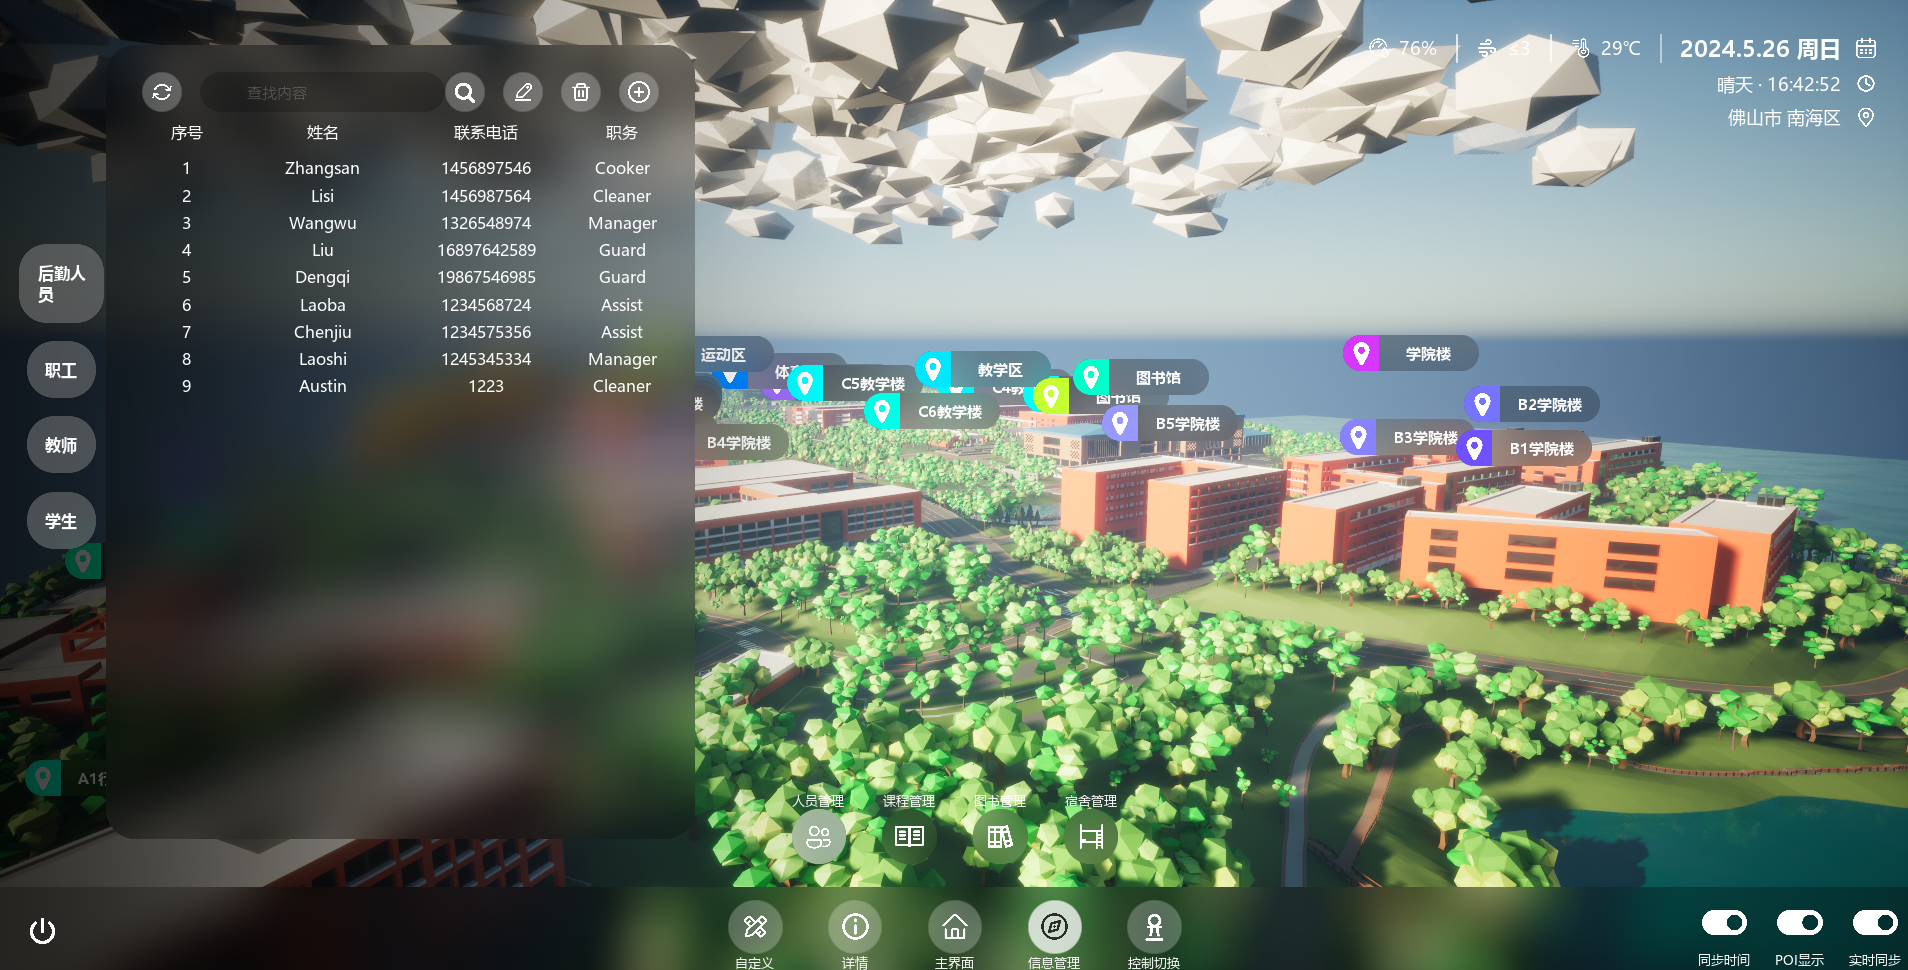 76%
≤3
29℃
2024.5.26 周日
晴天 · 16:42:52
佛山市 南海区
查找内容
序号 姓名 联系电话 职务
1 Zhangsan 1456897546 Cooker
2 Lisi 1456987564 Cleaner
3 Wangwu 1326548974 Manager
4 Liu 16897642589 Guard
5 Dengqi 19867546985 Guard
6 Laoba 1234568724 Assist
7 Chenjiu 1234575356 Assist
8 Laoshi 1245345334 Manager
9 Austin 1223 Cleaner
后勤人
员
职工
教师
学生
运动区
C5教学楼
教学区
图书馆
学院楼
C6教学楼
图书馆
B5学院楼
B2学院楼
B4学院楼
B3学院楼
B1学院楼
人员管理
课程管理
图书管理
宿舍管理
自定义
详情
主界面
信息管理
控制切换
同步时间
POI显示
实时同步